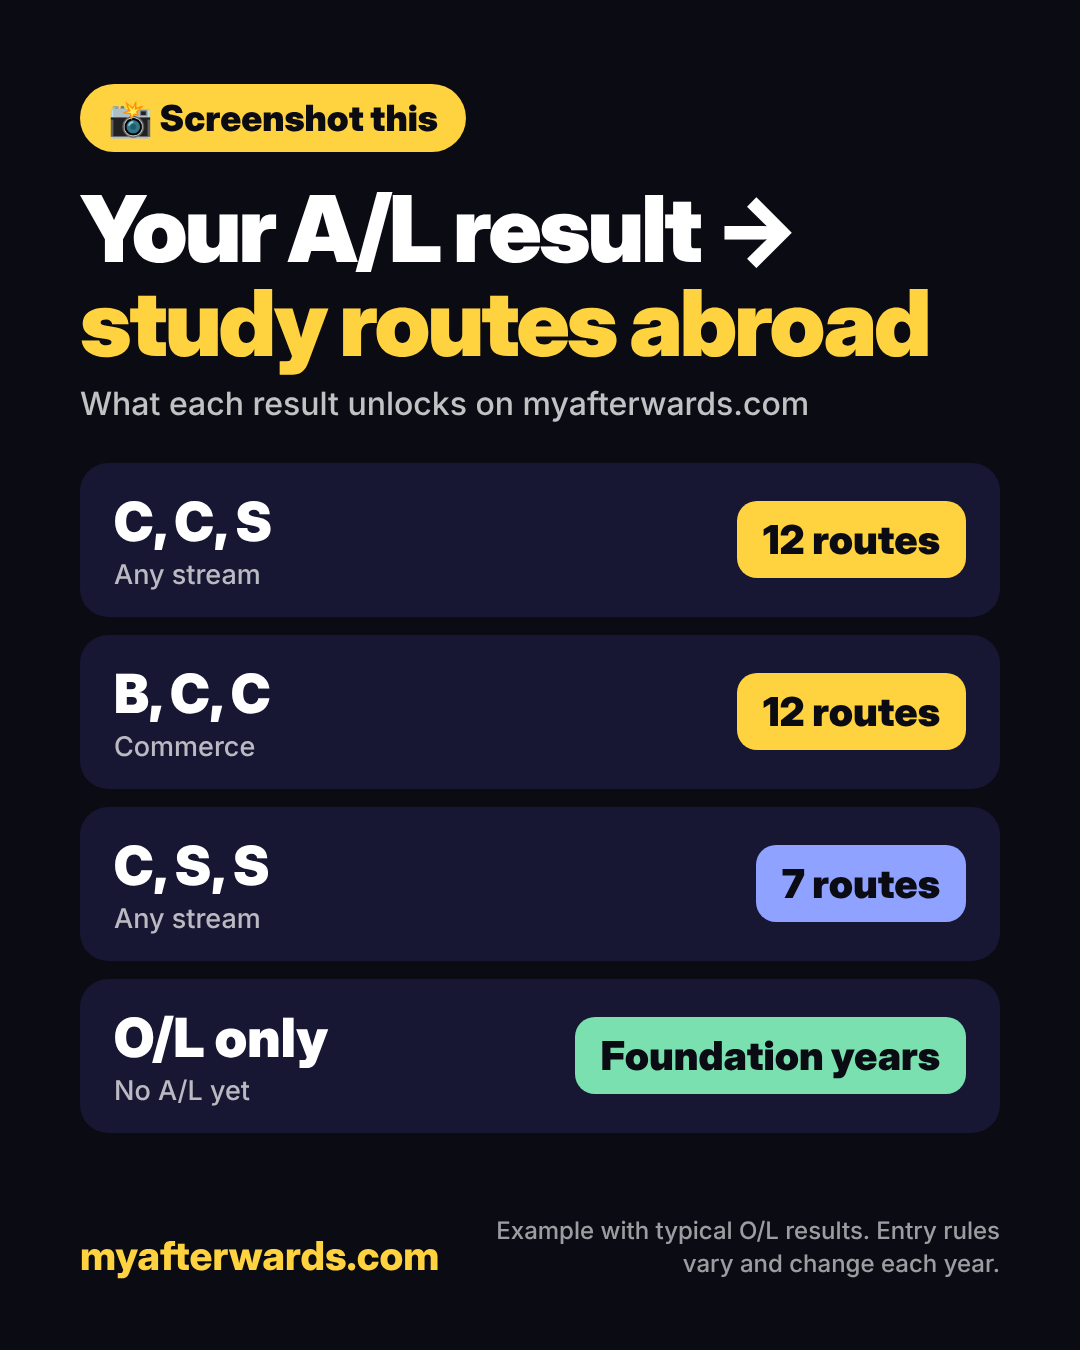 📸 Screenshot this
Your A/L result →
study routes abroad
What each result unlocks on myafterwards.com
C, C, S
Any stream
12 routes
B, C, C
Commerce
12 routes
C, S, S
Any stream
7 routes
O/L only
No A/L yet
Foundation years
myafterwards.com
Example with typical O/L results. Entry rules
vary and change each year.